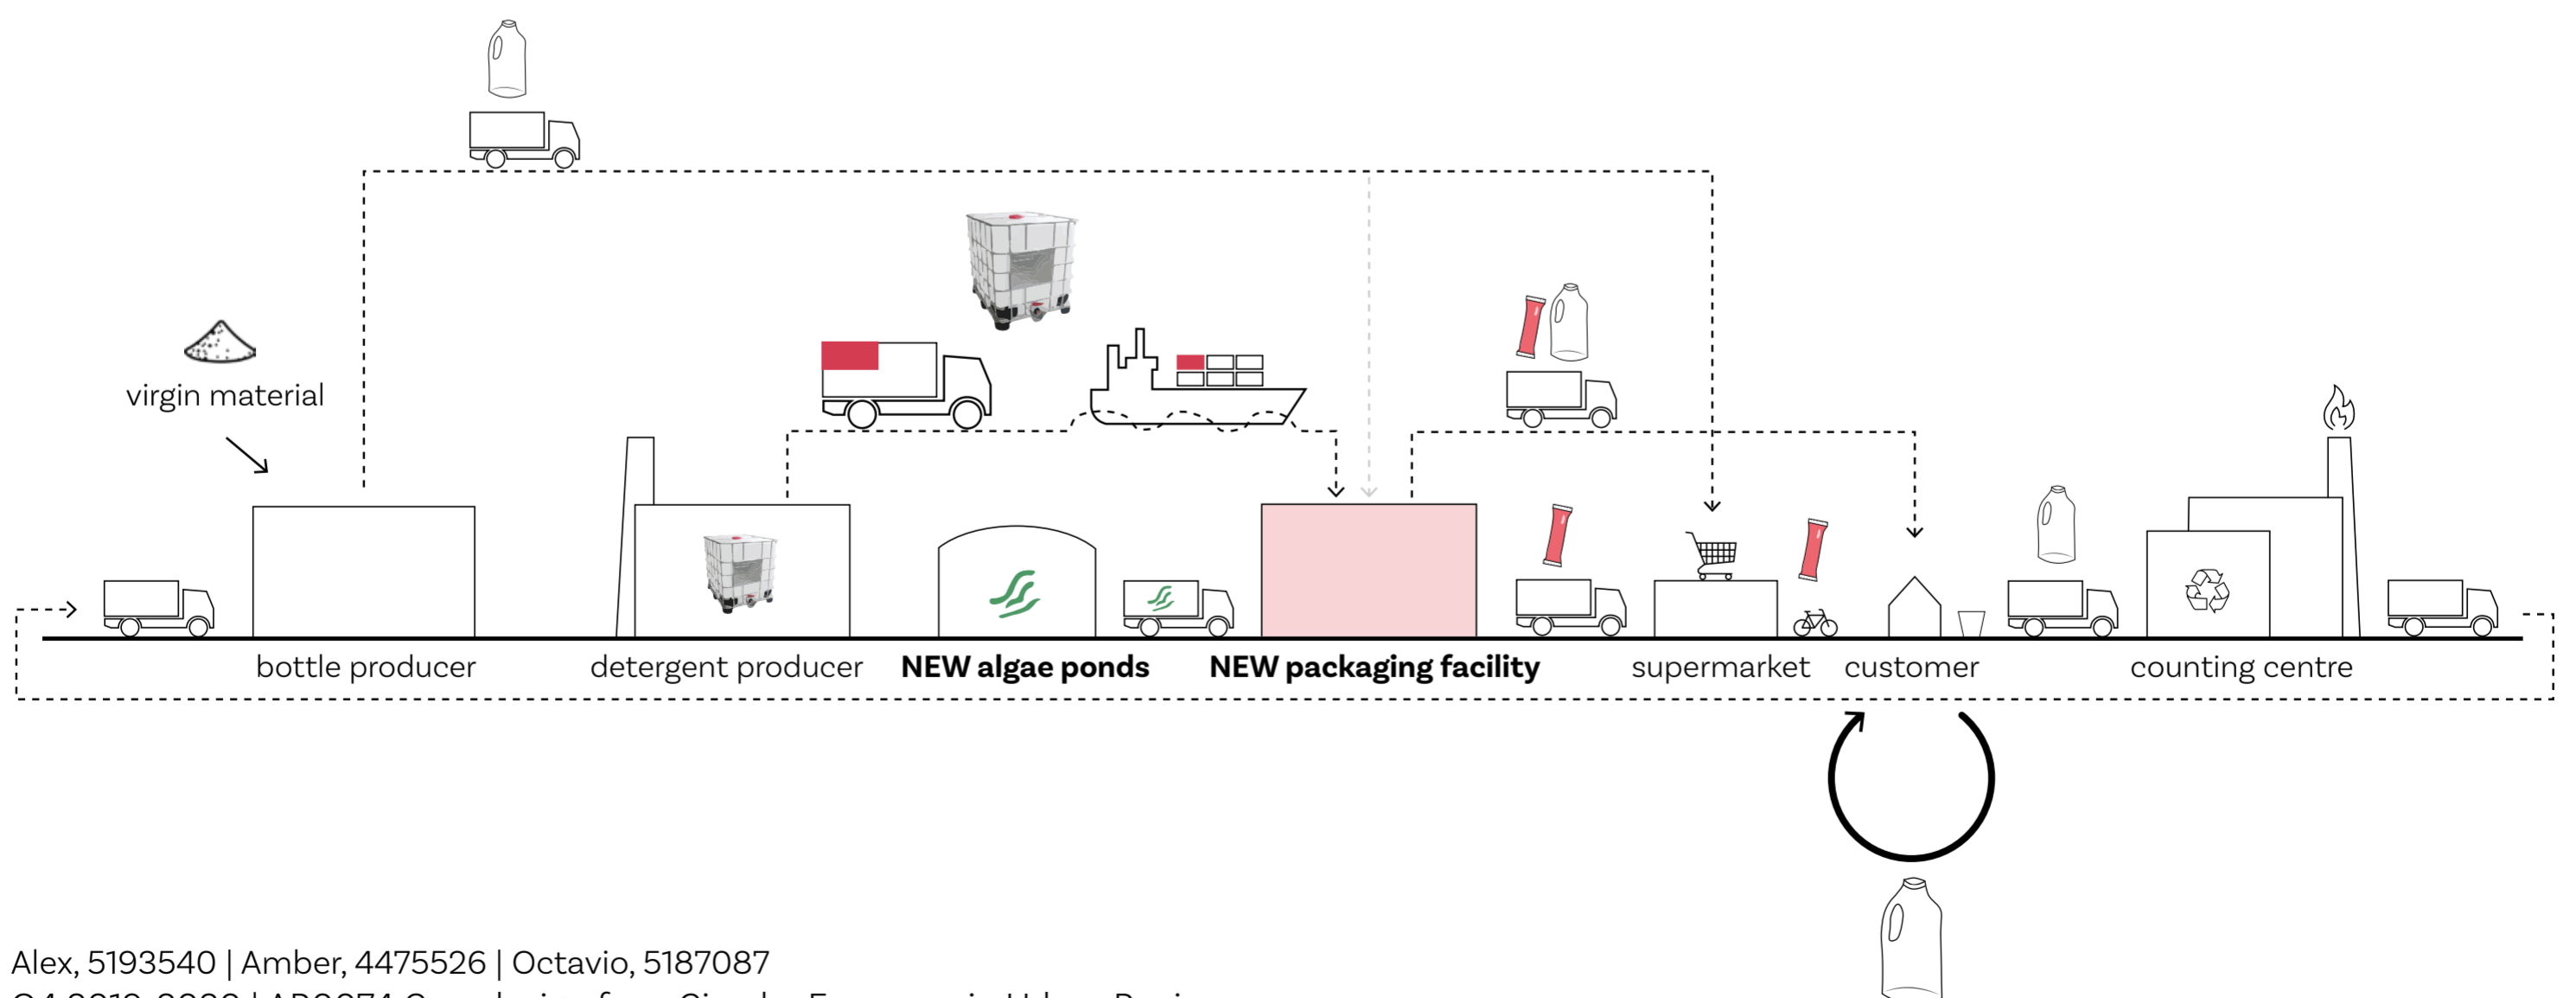 virgin material
bottle producer
detergent producer
NEW algae ponds
NEW packaging facility
supermarket
customer
counting centre
Alex, 5193540 | Amber, 4475526 | Octavio, 5187087